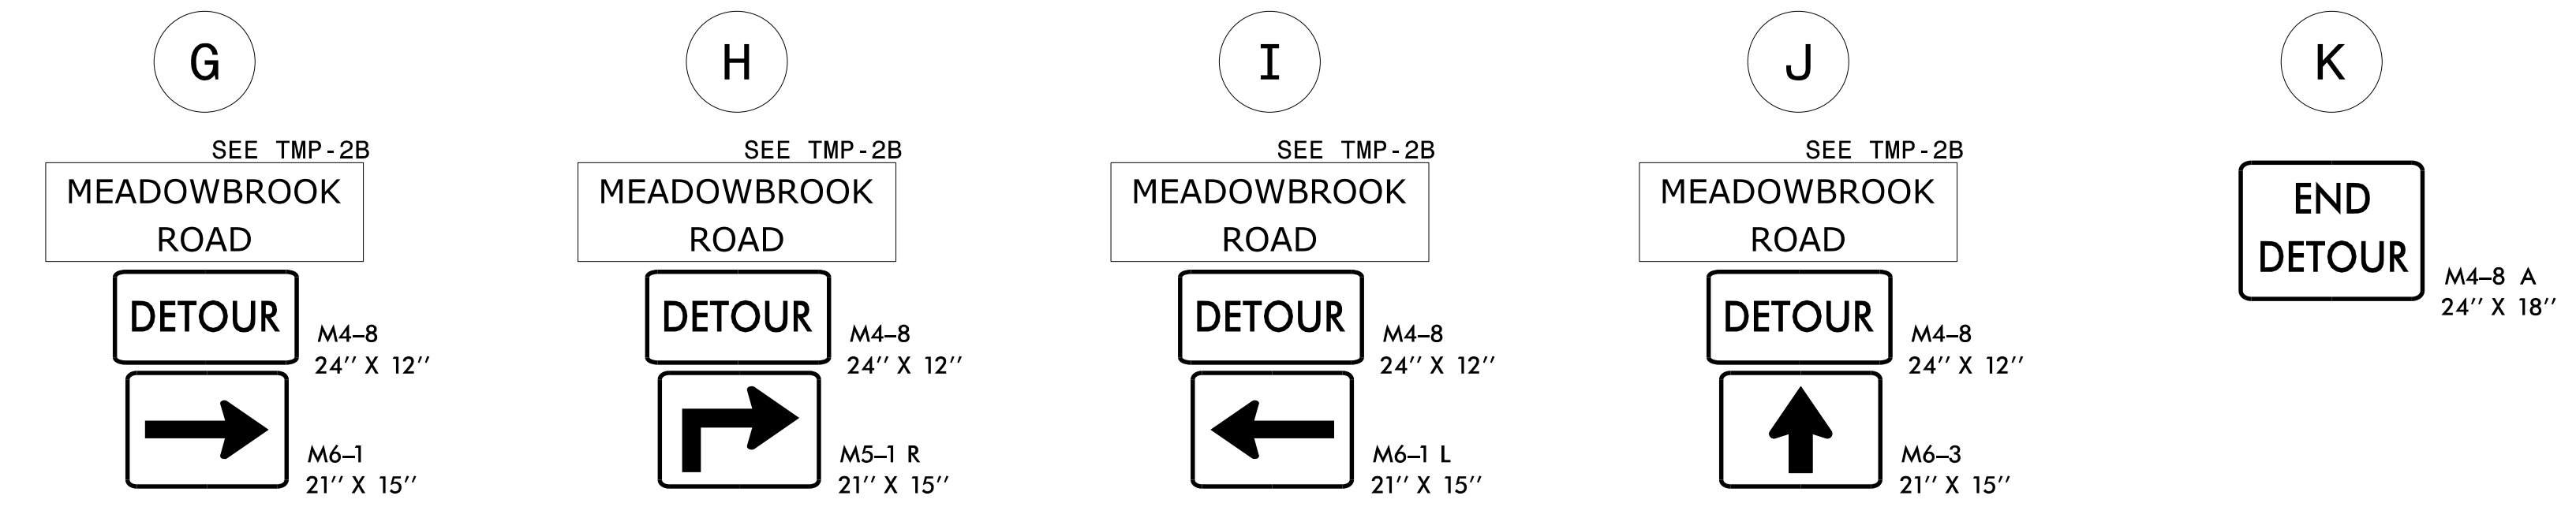 G
SEE TMP-2B
MEADOWBROOK
ROAD
DETOUR
M4-8
24'' X 12''
M6-1
21'' X 15''
H
SEE TMP-2B
MEADOWBROOK
ROAD
DETOUR
M4-8
24'' X 12''
M5-1 R
21'' X 15''
I
SEE TMP-2B
MEADOWBROOK
ROAD
DETOUR
M4-8
24'' X 12''
M6-1 L
21'' X 15''
J
SEE TMP-2B
MEADOWBROOK
ROAD
DETOUR
M4-8
24'' X 12''
M6-3
21'' X 15''
K
END
DETOUR
M4-8 A
24'' X 18''